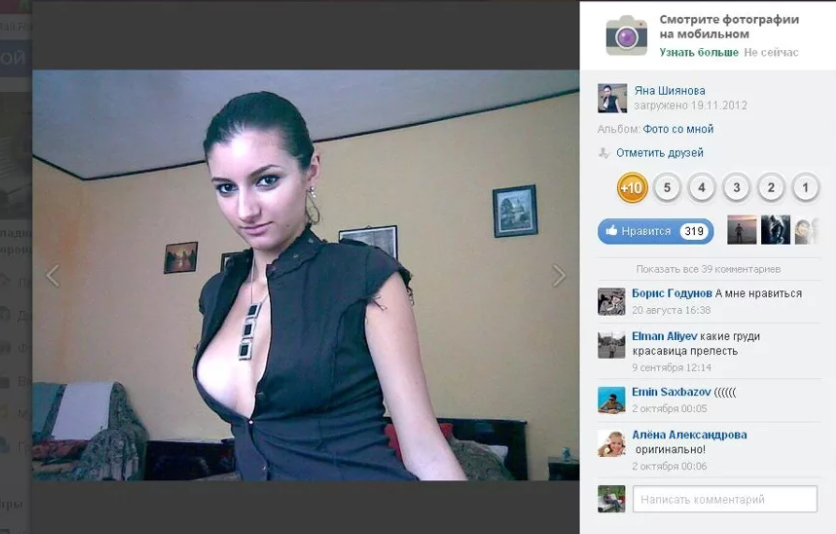 Смотрите фотографии
на мобильном
Узнать больше Не сейчас
Яна Шиянова
загружено 19.11.2012
Альбом: Фото со мной
Отметить друзей
+10 5 4 3 2 1
Нравится 319
Показать все 39 комментариев
Борис Годунов А мне нравиться
20 августа 16:38
Elman Aliyev какие груди
красавица прелесть
9 сентября 12:14
Emin Saxbazov ((((((
2 октября 00:05
Алёна Александрова
оригинально!
2 октября 00:06
Написать комментарий